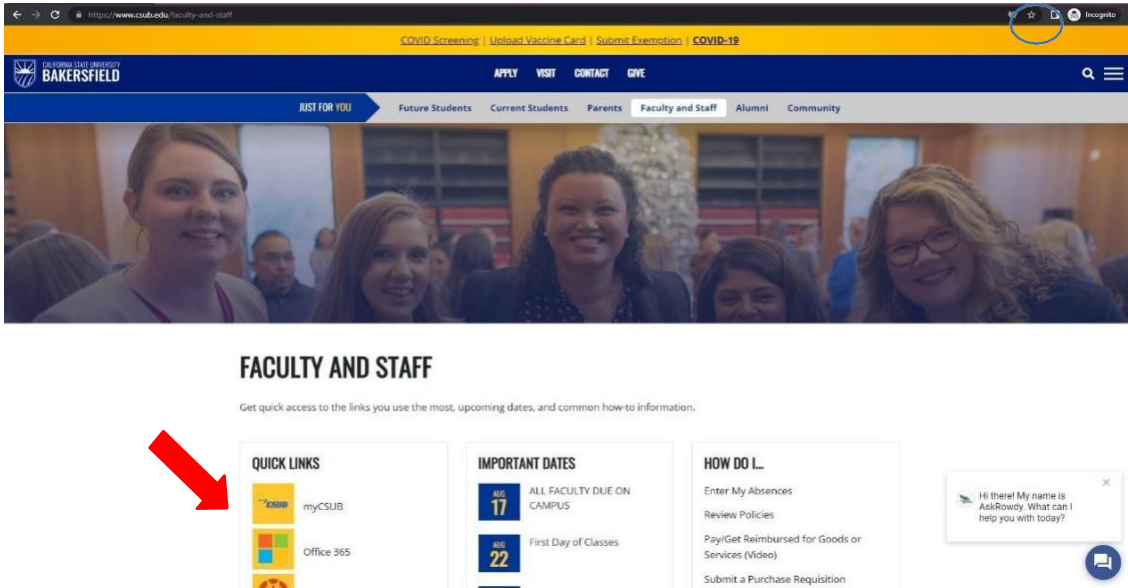 https://www.csub.edu/faculty-and-staff
Incognito
COVID Screening | Upload Vaccine Card | Submit Exemption | COVID-19
CALIFORNIA STATE UNIVERSITY
BAKERSFIELD
APPLY VISIT CONTACT GIVE
JUST FOR YOU Future Students Current Students Parents Faculty and Staff Alumni Community
FACULTY AND STAFF
Get quick access to the links you use the most, upcoming dates, and common how-to information.
QUICK LINKS
CSUB
myCSUB
Office 365
IMPORTANT DATES
AUG
17
ALL FACULTY DUE ON
CAMPUS
AUG
22
First Day of Classes
HOW DO I...
Enter My Absences
Review Policies
Pay/Get Reimbursed for Goods or
Services (Video)
Submit a Purchase Requisition
Hi there! My name is
AskRowdy. What can I
help you with today?